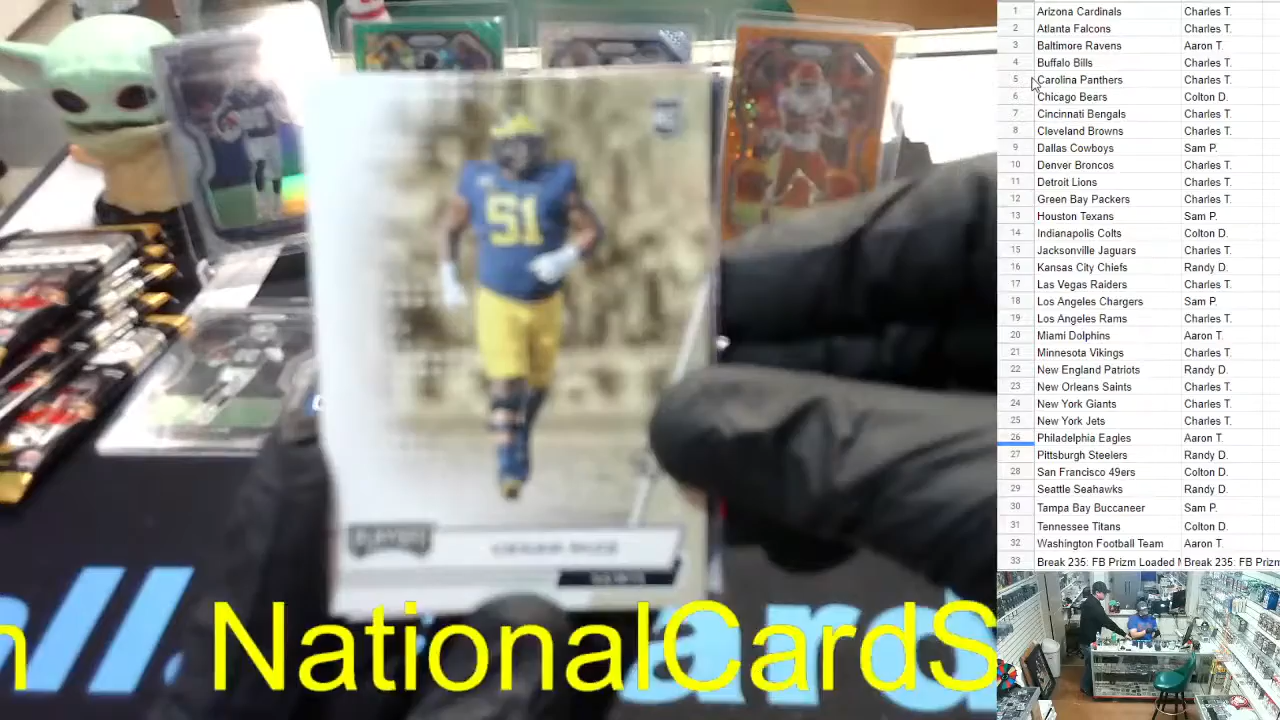 1 Arizona Cardinals Charles T.
2 Atlanta Falcons Charles T.
3 Baltimore Ravens Aaron T.
4 Buffalo Bills Charles T.
5 Carolina Panthers Charles T.
6 Chicago Bears Colton D.
7 Cincinnati Bengals Charles T.
8 Cleveland Browns Charles T.
9 Dallas Cowboys Sam P.
10 Denver Broncos Charles T.
11 Detroit Lions Charles T.
12 Green Bay Packers Charles T.
13 Houston Texans Sam P.
14 Indianapolis Colts Colton D.
15 Jacksonville Jaguars Charles T.
16 Kansas City Chiefs Randy D.
17 Las Vegas Raiders Charles T.
18 Los Angeles Chargers Sam P.
19 Los Angeles Rams Charles T.
20 Miami Dolphins Aaron T.
21 Minnesota Vikings Charles T.
22 New England Patriots Randy D.
23 New Orleans Saints Charles T.
24 New York Giants Charles T.
25 New York Jets Charles T.
26 Philadelphia Eagles Aaron T.
27 Pittsburgh Steelers Randy D.
28 San Francisco 49ers Colton D.
29 Seattle Seahawks Randy D.
30 Tampa Bay Buccaneer Sam P.
31 Tennessee Titans Colton D.
32 Washington Football Team Aaron T.
33 Break 235: FB Prizm Loaded Break 235: FB Prizm
51
PLAYOFF
n NationalCardS
ard